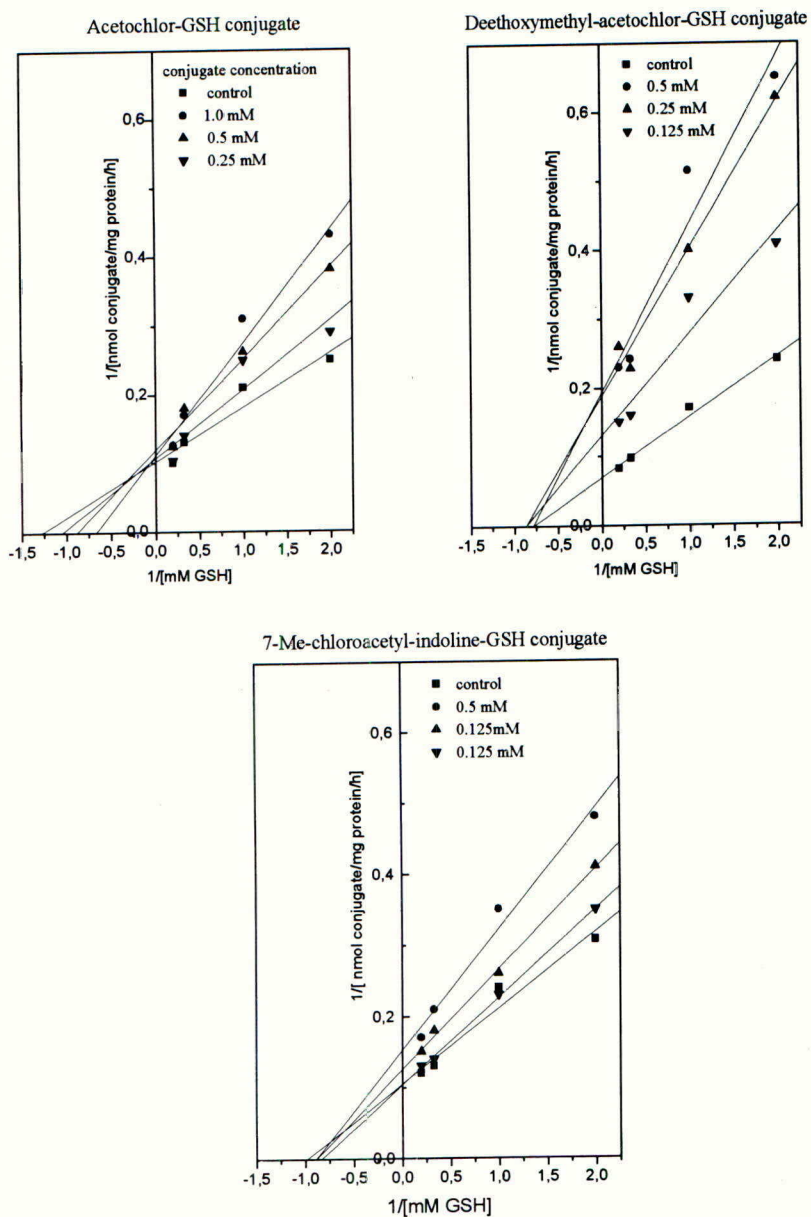 Acetochlor-GSH conjugate
conjugate concentration
control
1.0 mM
0.5 mM
0.25 mM
1/[nmol conjugate/mg protein/h]
0,6
0,4
0,2
0,0
-1,5 -1,0 -0,5 0,0 0,5 1,0 1,5 2,0
1/[mM GSH]
Deethoxymethyl-acetochlor-GSH conjugate
control
0.5 mM
0.25 mM
0.125 mM
1/[nmol conjugate/mg protein/h]
0,6
0,4
0,2
0,0
-1,5 -1,0 -0,5 0,0 0,5 1,0 1,5 2,0
1/[mM GSH]
7-Me-chloroacetyl-indoline-GSH conjugate
control
0.5 mM
0.125mM
0.125 mM
1/[ nmol conjugate/mg protein/h]
0,6
0,4
0,2
0,0
-1,5 -1,0 -0,5 0,0 0,5 1,0 1,5 2,0
1/[mM GSH]